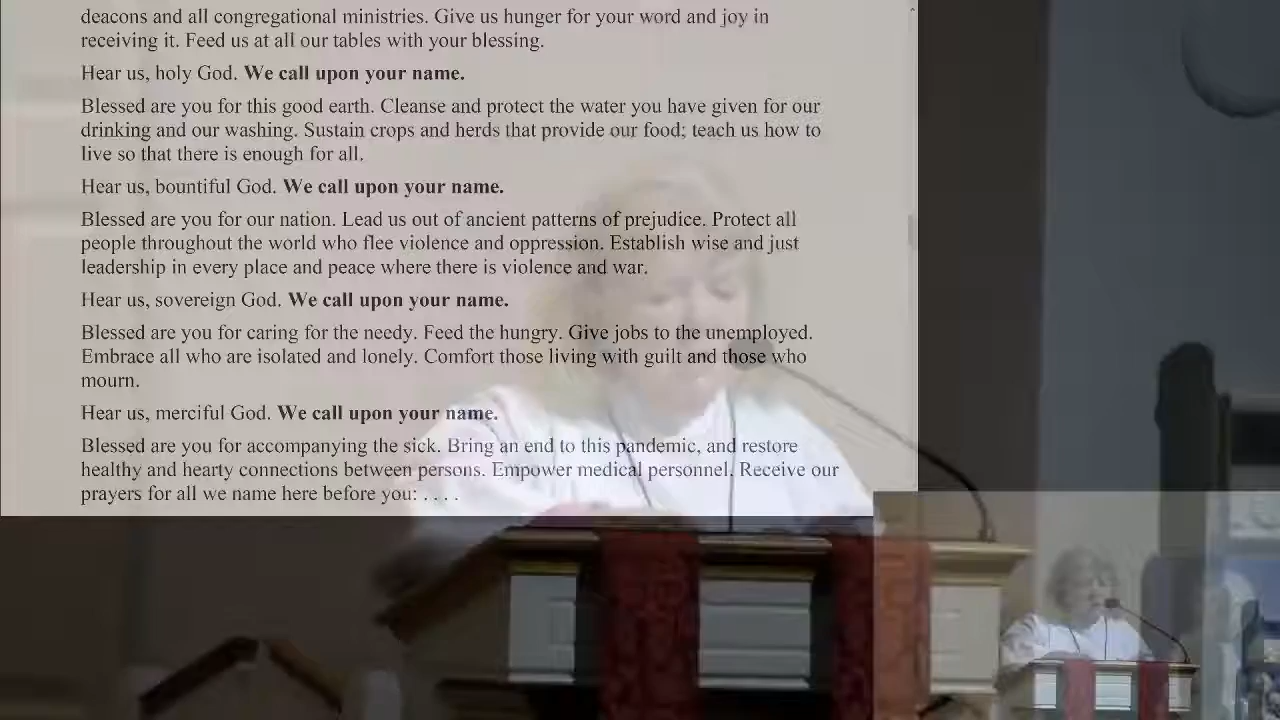 deacons and all congregational ministries. Give us hunger for your word and joy in
receiving it. Feed us at all our tables with your blessing.
Hear us, holy God. We call upon your name.
Blessed are you for this good earth. Cleanse and protect the water you have given for our
drinking and our washing. Sustain crops and herds that provide our food; teach us how to
live so that there is enough for all.
Hear us, bountiful God. We call upon your name.
Blessed are you for our nation. Lead us out of ancient patterns of prejudice. Protect all
people throughout the world who flee violence and oppression. Establish wise and just
leadership in every place and peace where there is violence and war.
Hear us, sovereign God. We call upon your name.
Blessed are you for caring for the needy. Feed the hungry. Give jobs to the unemployed.
Embrace all who are isolated and lonely. Comfort those living with guilt and those who
mourn.
Hear us, merciful God. We call upon your name.
Blessed are you for accompanying the sick. Bring an end to this pandemic, and restore
healthy and hearty connections between persons. Empower medical personnel. Receive our
prayers for all we name here before you: . . . .